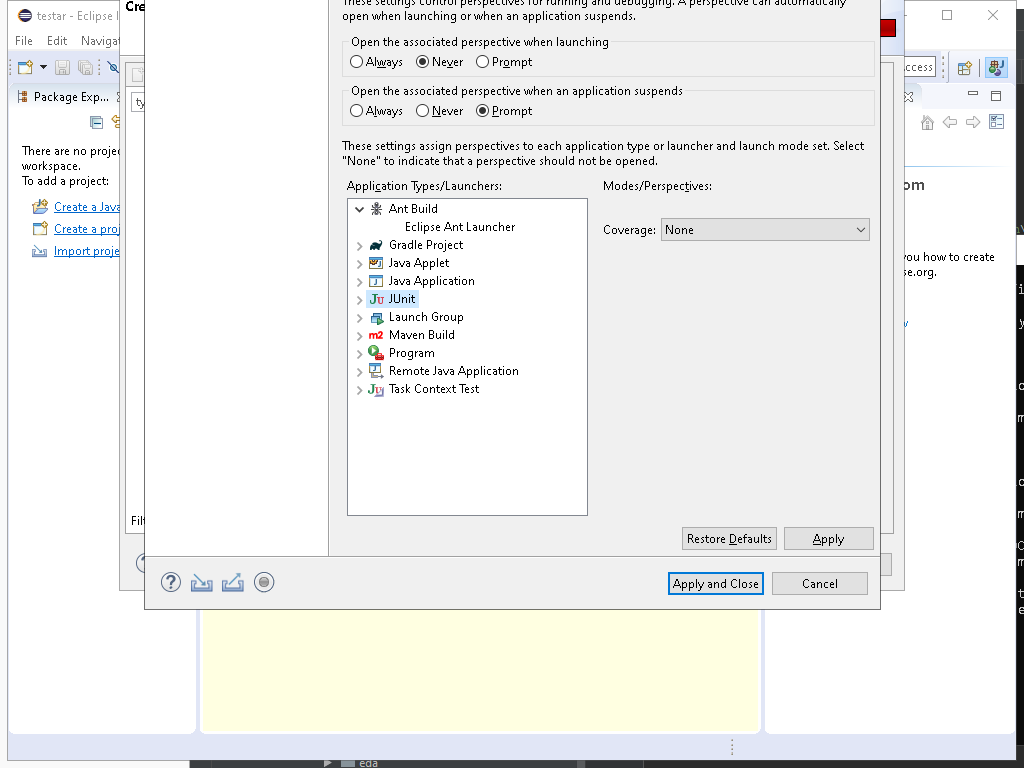 testar - Eclipse I
Cre
File Edit Naviga
Package Exp...
ty
There are no proje
workspace.
To add a project:
Create a Java
Create a proj
Import proje
Filt
These settings control perspectives for running and debugging. A perspective can automatically
open when launching or when an application suspends.
Open the associated perspective when launching
Always Never Prompt
Open the associated perspective when an application suspends
Always Never Prompt
These settings assign perspectives to each application type or launcher and launch mode set. Select
"None" to indicate that a perspective should not be opened.
Application Types/Launchers:
Modes/Perspectives:
Ant Build
Eclipse Ant Launcher
Gradle Project
Java Applet
Java Application
JU JUnit
Launch Group
m2 Maven Build
Program
Remote Java Application
Task Context Test
Coverage: None
Restore Defaults Apply
Apply and Close Cancel
ccess
om
you how to create
se.org.
eda